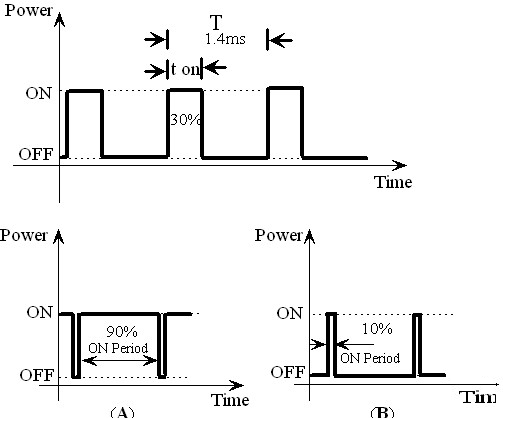 Power
T
1.4ms
t on
ON
30%
OFF
Time
Power
ON
90%
ON Period
OFF
Time
(A)
Power
ON
10%
ON Period
OFF
Tim
(B)